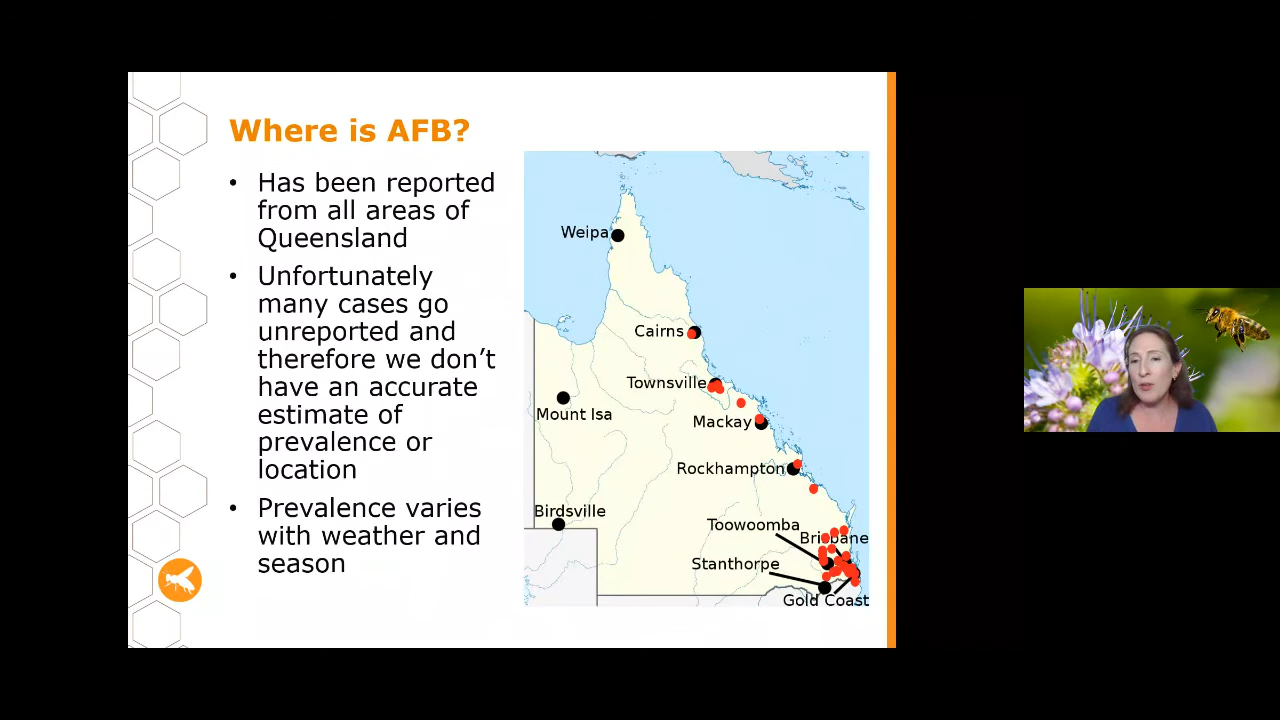 Where is AFB?
• Has been reported
from all areas of
Queensland
• Unfortunately
many cases go
unreported and
therefore we don't
have an accurate
estimate of
prevalence or
location
• Prevalence varies
with weather and
season
Weipa
Cairns
Townsville
Mount Isa
Mackay
Rockhampton
Birdsville
Toowoomba
Brisbane
Stanthorpe
Gold Coast